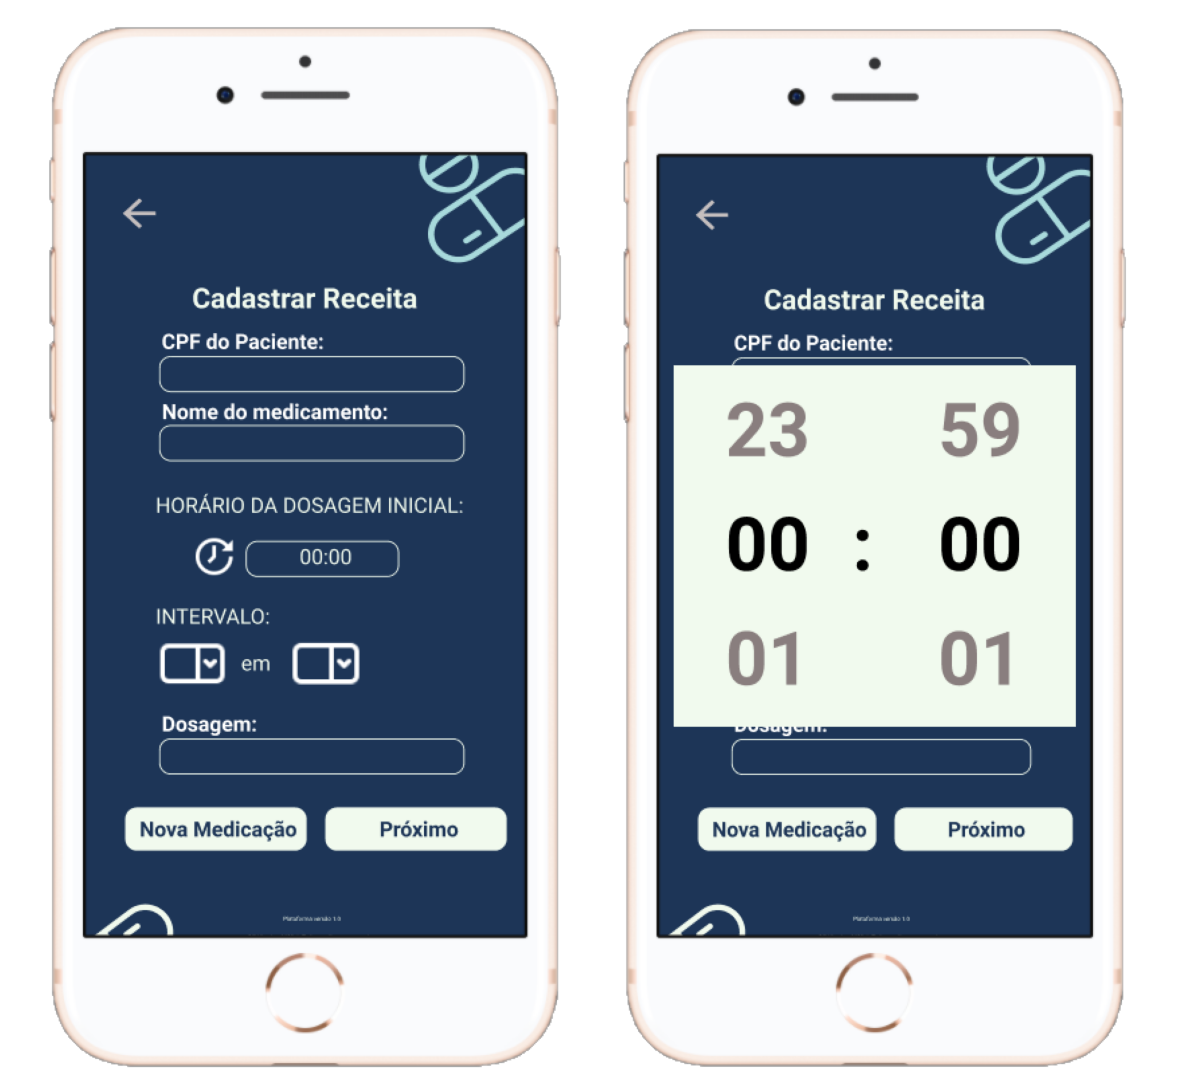 Cadastrar Receita
CPF do Paciente:
Nome do medicamento:
HORÁRIO DA DOSAGEM INICIAL:
00:00
INTERVALO:
em
Dosagem:
Nova Medicação
Próximo
Plataforma versão 1.0
Cadastrar Receita
CPF do Paciente:
23 59
00 : 00
01 01
Dosagem:
Nova Medicação
Próximo
Plataforma versão 1.0